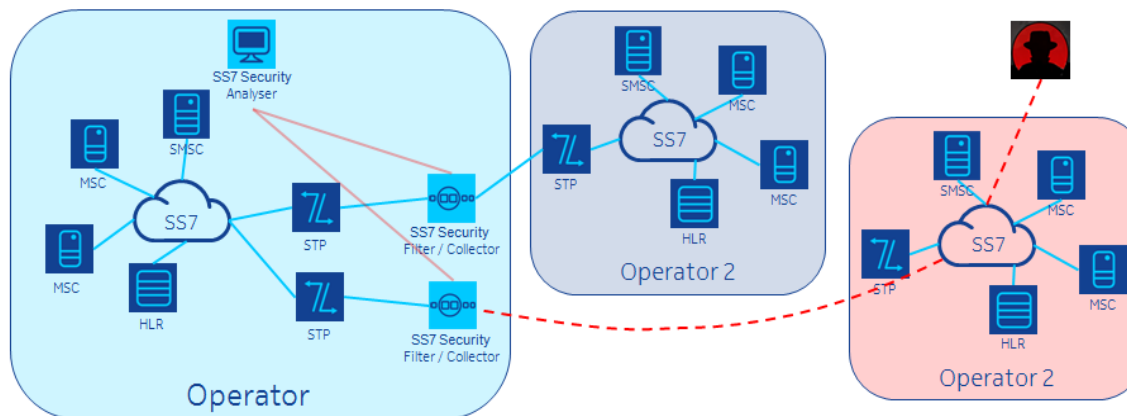 SS7 Security
Analyser
SMSC
MSC
SS7
MSC
HLR
STP
STP
SS7 Security
Filter / Collector
SS7 Security
Filter / Collector
Operator
SMSC
MSC
SS7
STP
MSC
HLR
Operator 2
SMSC
MSC
SS7
STP
MSC
HLR
Operator 2